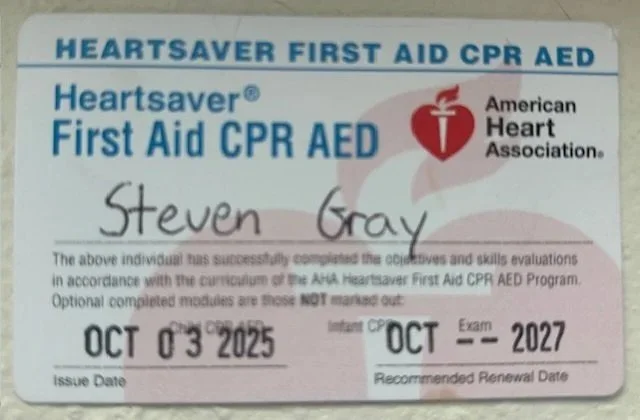 HEARTSAVER FIRST AID CPR AED
Heartsaver®
First Aid CPR AED
American
Heart
Association®
Steven Gray
The above individual has successfully completed the objectives and skills evaluations
in accordance with the curriculum of the AHA Heartsaver First Aid CPR AED Program.
Optional completed modules are those NOT marked out:
Infant CPR Exam
OCT 03 2025 OCT -- 2027
Issue Date Recommended Renewal Date